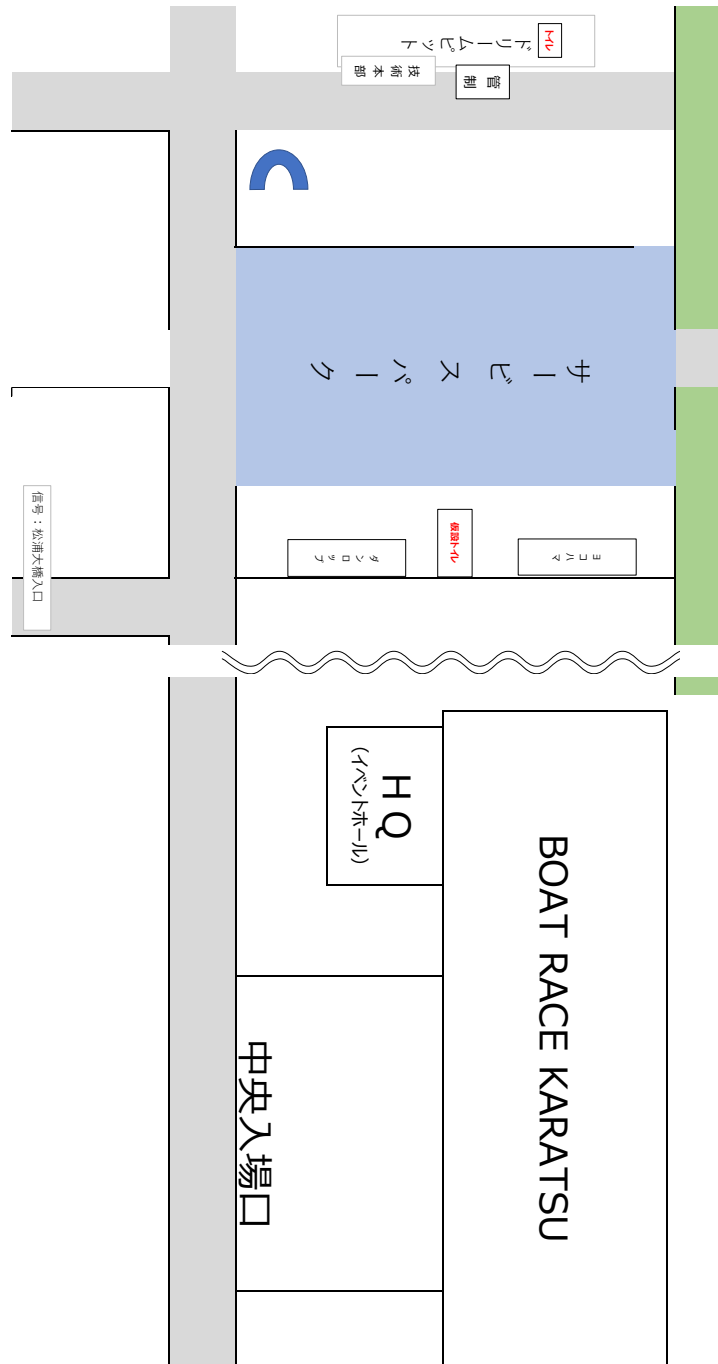 トイレ
ドリームピット
技術本部
管制
サービスパーク
信号：松浦大橋入口
仮設トイレ
ダンロップ
ヨコハマ
HQ
(イベントホール)
BOAT RACE KARATSU
中央入場口